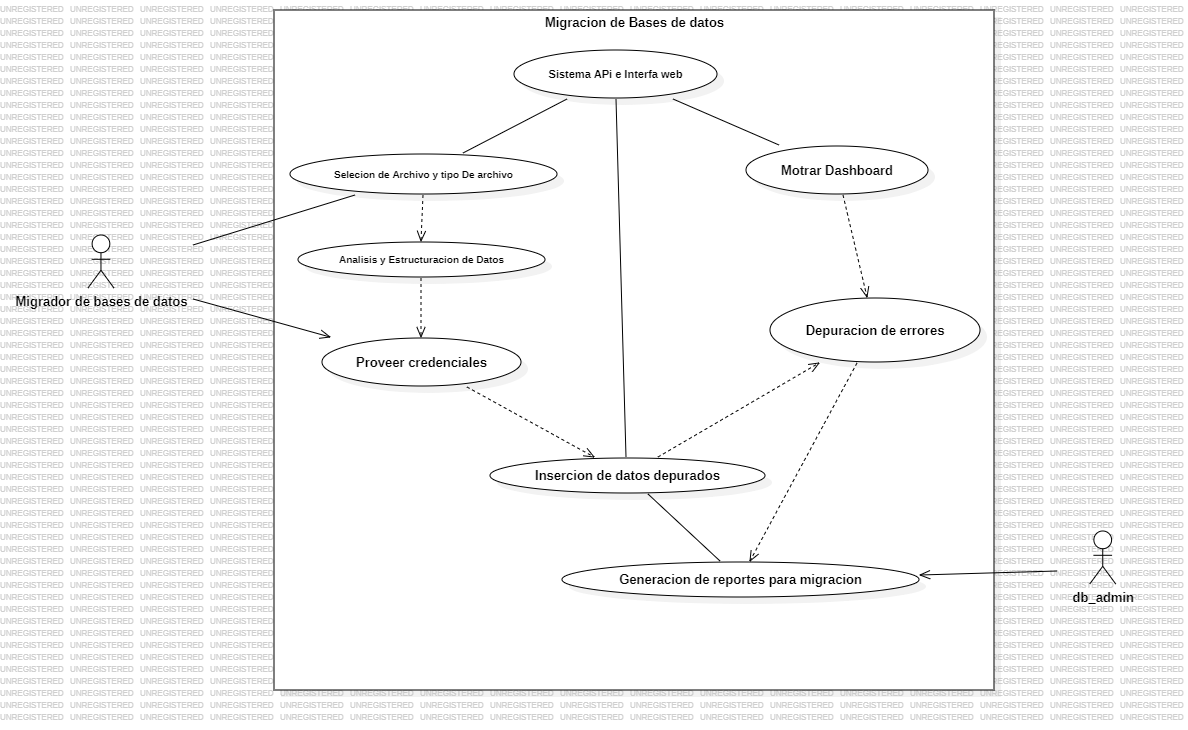 Migracion de Bases de datos
Sistema APi e Interfa web
Selecion de Archivo y tipo De archivo
Motrar Dashboard
Analisis y Estructuracion de Datos
Migrador de bases de datos
Depuracion de errores
Proveer credenciales
Insercion de datos depurados
Generacion de reportes para migracion
db_admin
UNREGISTERED